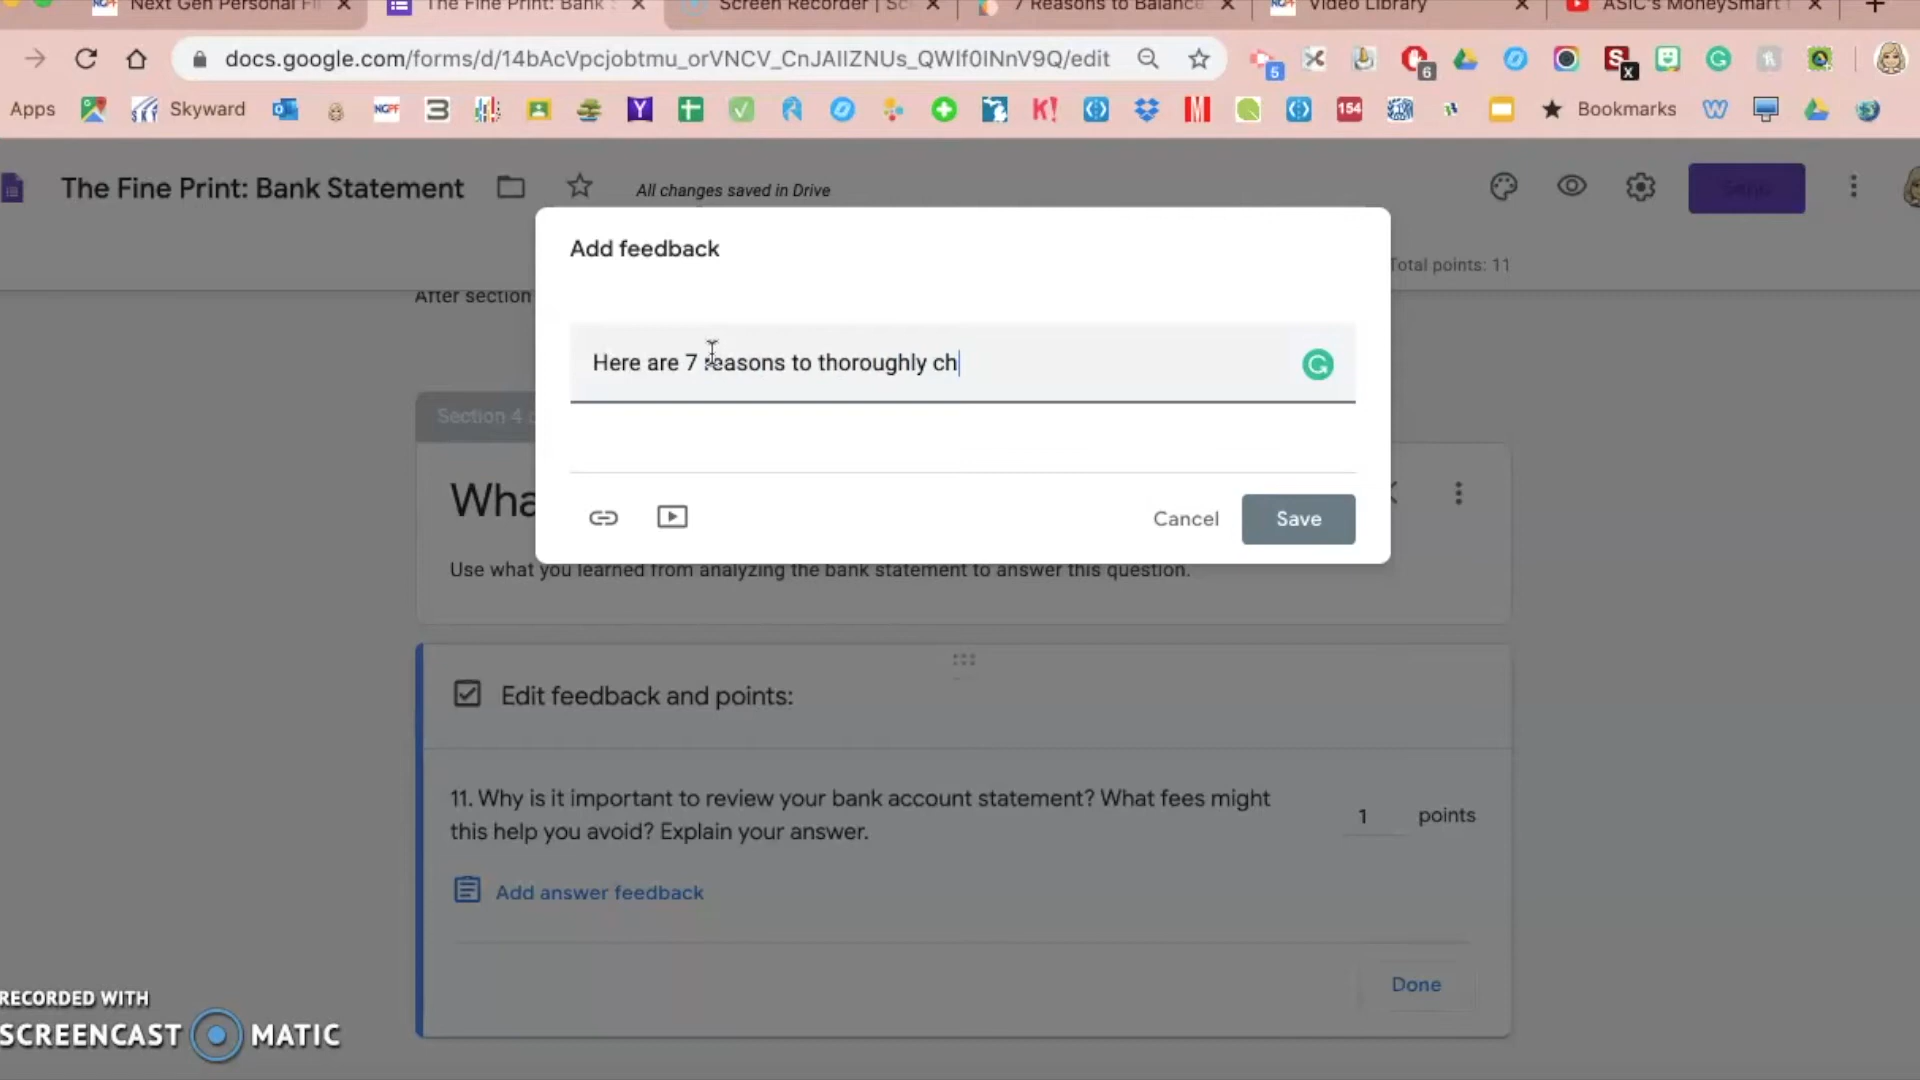 Next Gen Personal Fi
The Fine Print: Bank
Screen Recorder | Sc
7 Reasons to Balance
Video Library
ASIC's MoneySmart
docs.google.com/forms/d/14bAcVpcjobtmu_orVNCV_CnJAIIZNUs_QWIf0INnV9Q/edit
5
6
Apps
Skyward
NGPF
154
Bookmarks
The Fine Print: Bank Statement
All changes saved in Drive
Total points: 11
After section
Add feedback
Here are 7 reasons to thoroughly ch
Section 4
Wha
Cancel
Save
Use what you learned from analyzing the bank statement to answer this question.
Edit feedback and points:
11. Why is it important to review your bank account statement? What fees might
this help you avoid? Explain your answer.
1 points
Add answer feedback
Done
RECORDED WITH
SCREENCAST MATIC